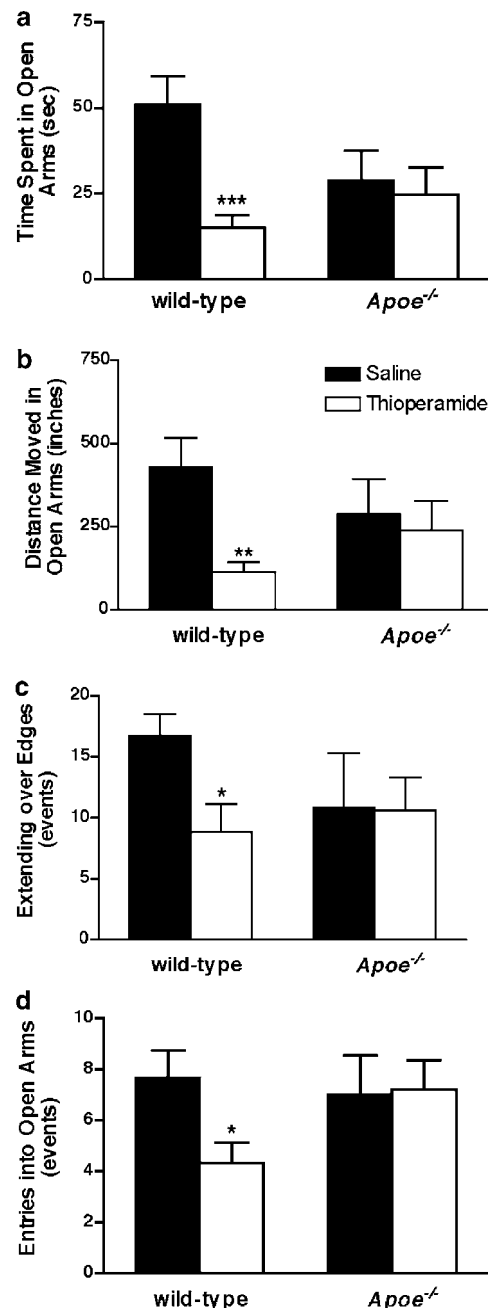 a
Time Spent in Open
Arms (sec)
75
50
25
0
***
wild-type
Apoe-/-
b
Distance Moved in
Open Arms (inches)
750
500
250
0
Saline
Thioperamide
**
wild-type
Apoe-/-
c
Extending over Edges
(events)
20
15
10
5
0
*
wild-type
Apoe-/-
d
Entries into Open Arms
(events)
10
8
6
4
2
0
*
wild-type
Apoe-/-